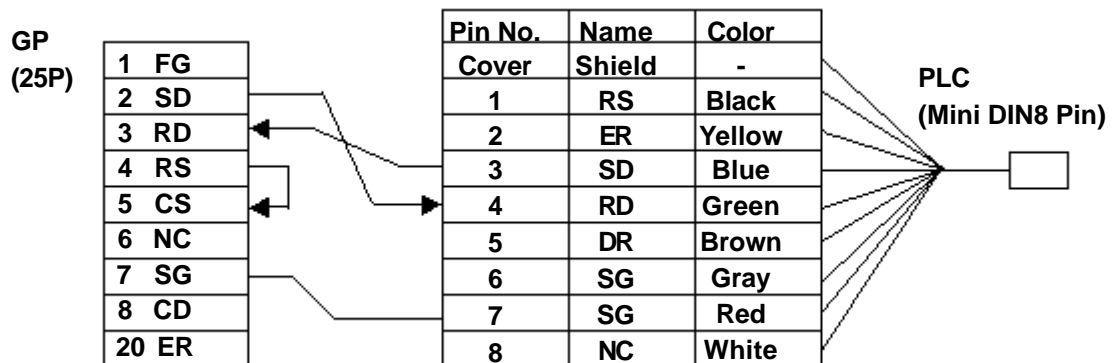 GP
(25P)
1 FG
2 SD
3 RD
4 RS
5 CS
6 NC
7 SG
8 CD
20 ER
Pin No. Name Color
Cover Shield -
1 RS Black
2 ER Yellow
3 SD Blue
4 RD Green
5 DR Brown
6 SG Gray
7 SG Red
8 NC White
PLC
(Mini DIN8 Pin)